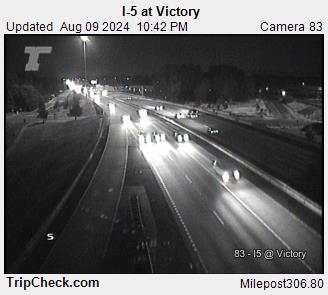 I-5 at Victory
Updated  Aug 09 2024  10:42 PM  Camera 83
T
S
83 - I5 @ Victory
TripCheck.com  Milepost306.80